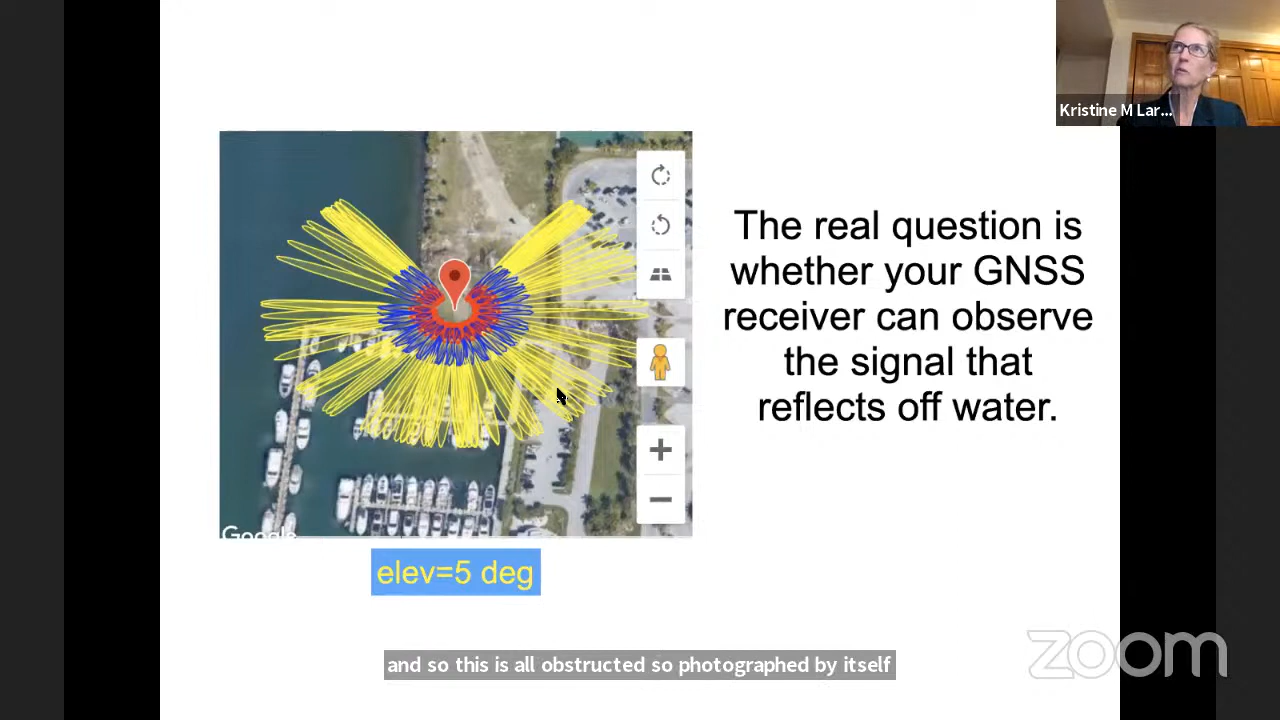 Kristine M Lar...
The real question is
whether your GNSS
receiver can observe
the signal that
reflects off water.
Google
elev=5 deg
and so this is all obstructed so photographed by itself
zoom